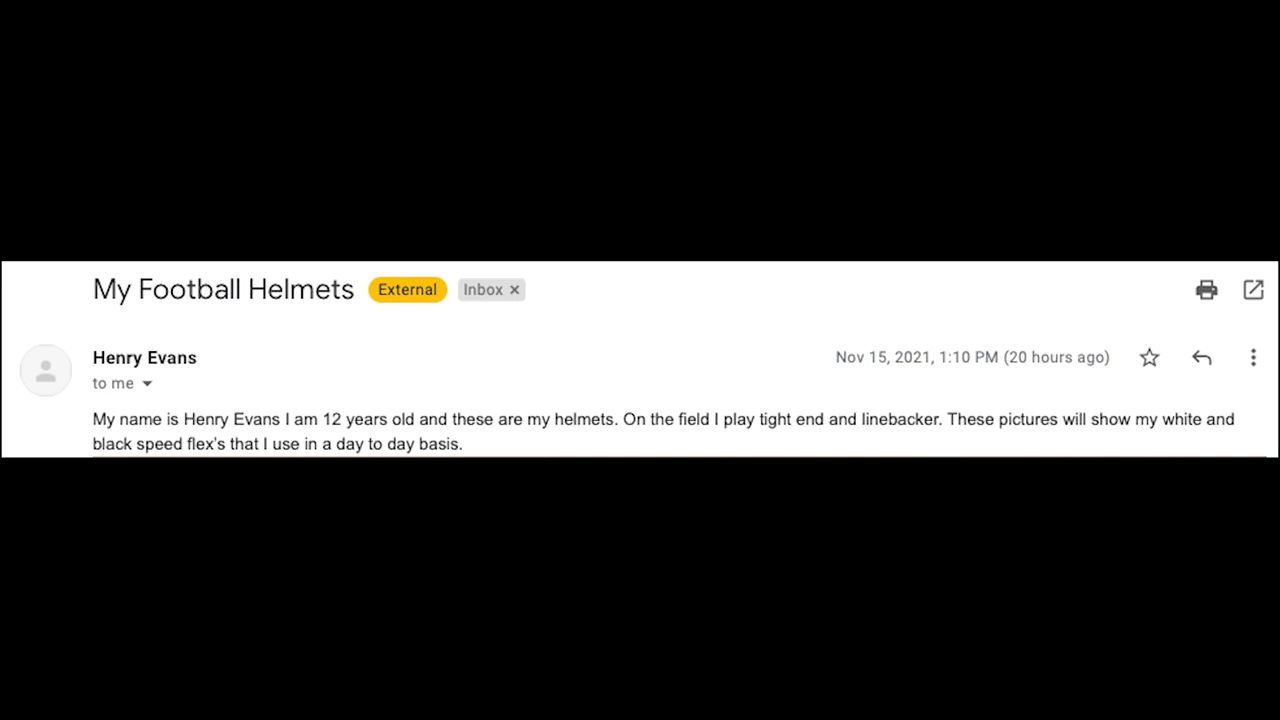 My Football Helmets External Inbox ×
Henry Evans Nov 15, 2021, 1:10 PM (20 hours ago)
to me
My name is Henry Evans I am 12 years old and these are my helmets. On the field I play tight end and linebacker. These pictures will show my white and
black speed flex's that I use in a day to day basis.